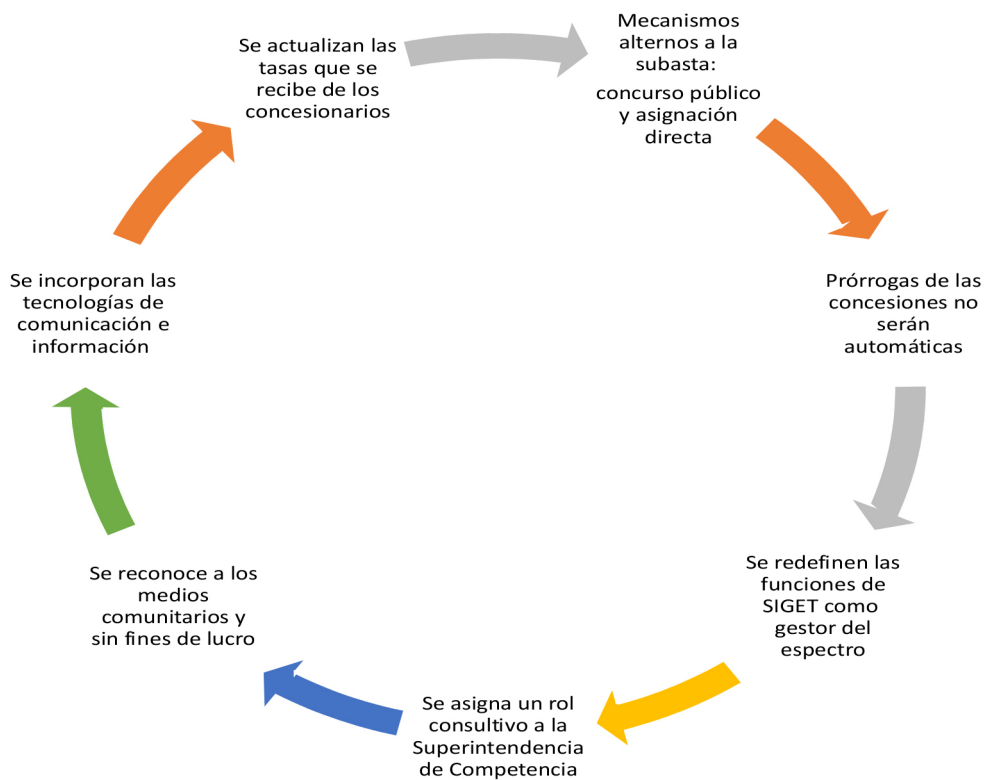 Se actualizan las
tasas que se
recibe de los
concesionarios
Mecanismos
alternos a la
subasta:
concurso público
y asignación
directa
Prórrogas de las
concesiones no
serán
automáticas
Se redefinen las
funciones de
SIGET como
gestor del
espectro
Se asigna un rol
consultivo a la
Superintendencia
de Competencia
Se reconoce a los
medios
comunitarios y
sin fines de lucro
Se incorporan las
tecnologías de
comunicación e
información